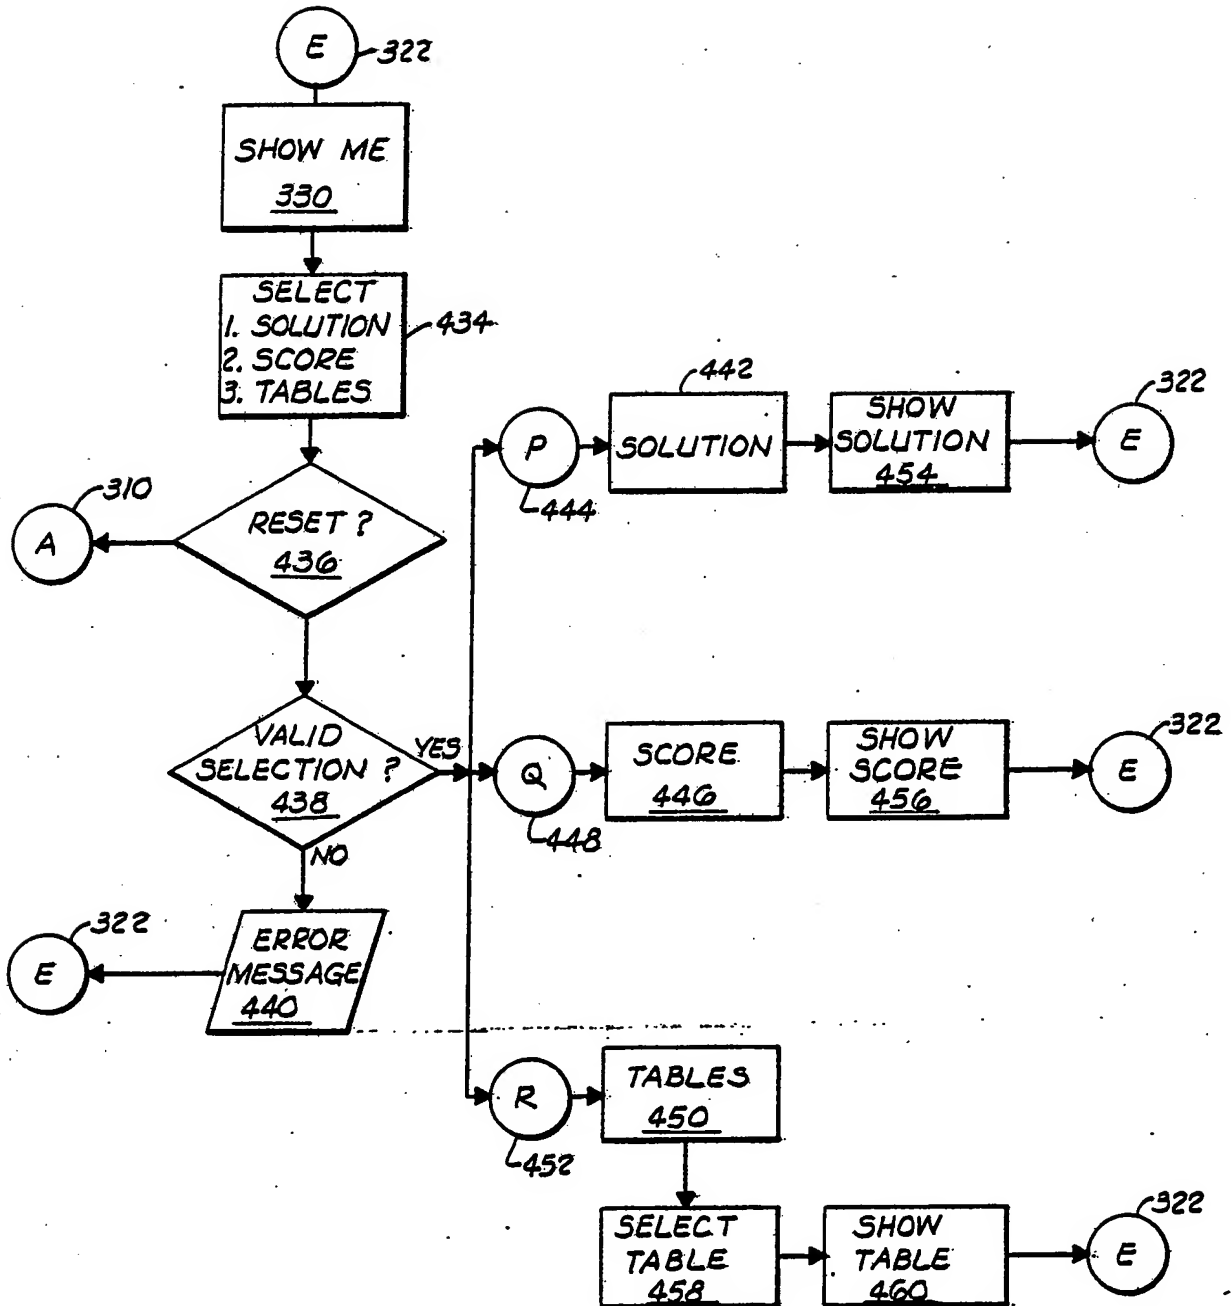 E
322
SHOW ME
330
SELECT
1. SOLUTION
2. SCORE
3. TABLES
434
RESET ?
436
310
A
VALID
SELECTION ?
438
YES
NO
ERROR
MESSAGE
440
322
E
P
444
442
SOLUTION
SHOW
SOLUTION
454
322
E
Q
448
SCORE
446
SHOW
SCORE
456
322
E
R
452
TABLES
450
SELECT
TABLE
458
SHOW
TABLE
460
322
E